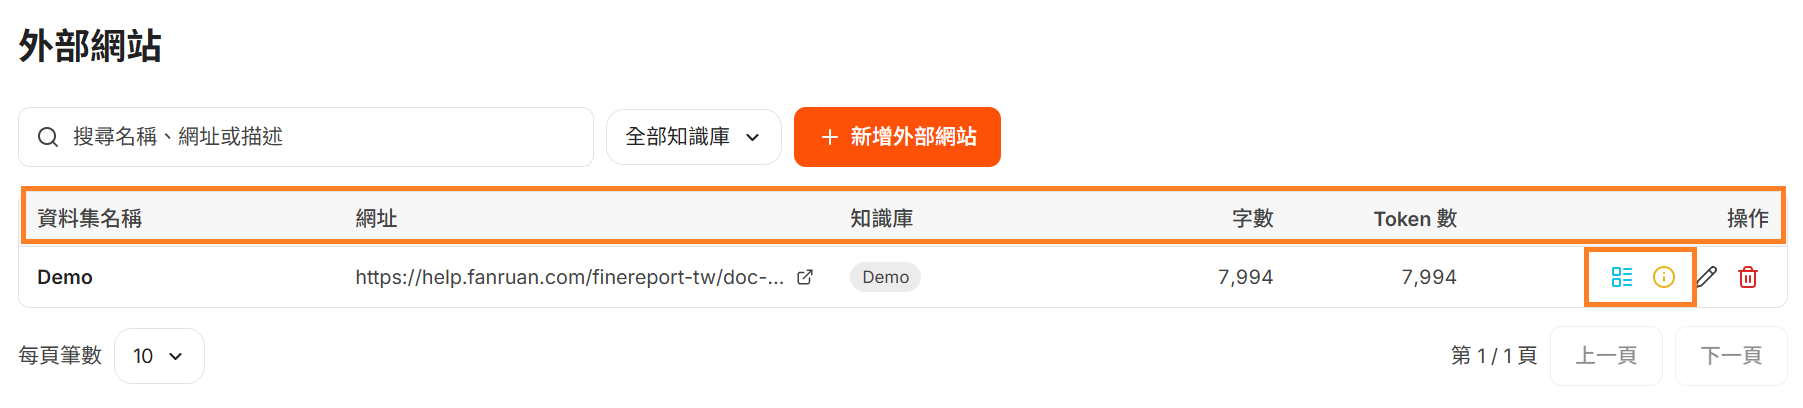 外部網站
搜尋名稱、網址或描述
全部知識庫
新增外部網站
資料集名稱 網址 知識庫 字數 Token 數 操作
Demo https://help.fanruan.com/finereport-tw/doc-... Demo 7,994 7,994
每頁筆數 10 第 1 / 1 頁 上一頁 下一頁